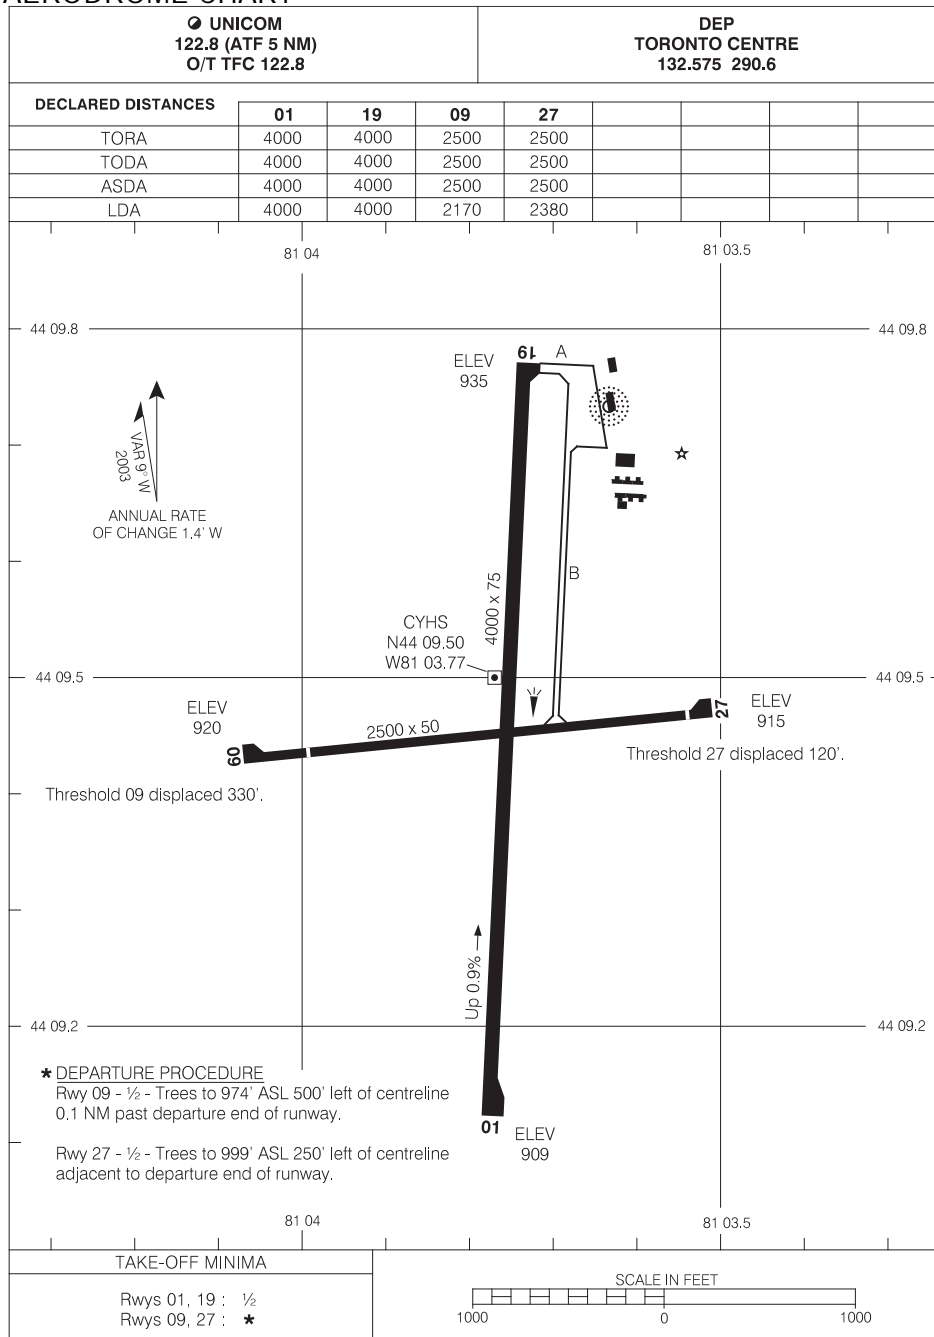 AERODROME CHART
UNICOM
122.8 (ATF 5 NM)
O/T TFC 122.8
DEP
TORONTO CENTRE
132.575 290.6
DECLARED DISTANCES 01 19 09 27
TORA 4000 4000 2500 2500
TODA 4000 4000 2500 2500
ASDA 4000 4000 2500 2500
LDA 4000 4000 2170 2380
81 04 81 03.5
44 09.8 44 09.8
ELEV
935
19 A
VAR 9° W
2003
ANNUAL RATE
OF CHANGE 1.4' W
B
4000 x 75
CYHS
N44 09.50
W81 03.77
44 09.5 44 09.5
ELEV
920
09
2500 x 50
27
ELEV
915
Threshold 27 displaced 120'.
Threshold 09 displaced 330'.
Up 0.9%
44 09.2 44 09.2
* DEPARTURE PROCEDURE
Rwy 09 - ½ - Trees to 974' ASL 500' left of centreline
0.1 NM past departure end of runway.
Rwy 27 - ½ - Trees to 999' ASL 250' left of centreline
adjacent to departure end of runway.
01
ELEV
909
81 04 81 03.5
TAKE-OFF MINIMA
Rwys 01, 19 : ½
Rwys 09, 27 : *
SCALE IN FEET
1000 0 1000